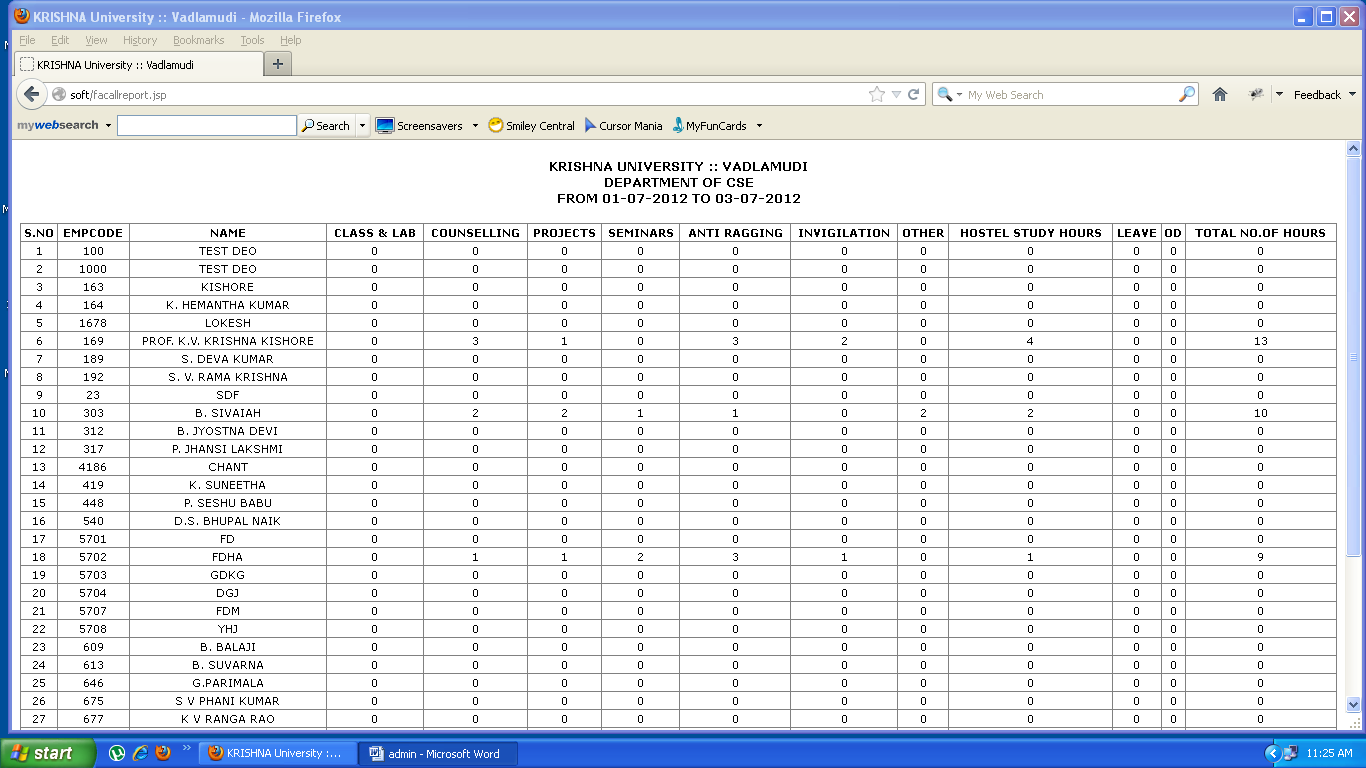 KRISHNA University :: Vadlamudi - Mozilla Firefox
File Edit View History Bookmarks Tools Help
KRISHNA University :: Vadlamudi +
soft/facallreport.jsp My Web Search Feedback
mywebsearch Search Screensavers Smiley Central Cursor Mania MyFunCards
KRISHNA UNIVERSITY :: VADLAMUDI
DEPARTMENT OF CSE
FROM 01-07-2012 TO 03-07-2012
S.NO EMPCODE NAME CLASS & LAB COUNSELLING PROJECTS SEMINARS ANTI RAGGING INVIGILATION OTHER HOSTEL STUDY HOURS LEAVE OD TOTAL NO.OF HOURS
1 100 TEST DEO 0 0 0 0 0 0 0 0 0 0 0
2 1000 TEST DEO 0 0 0 0 0 0 0 0 0 0 0
3 163 KISHORE 0 0 0 0 0 0 0 0 0 0 0
4 164 K. HEMANTHA KUMAR 0 0 0 0 0 0 0 0 0 0 0
5 1678 LOKESH 0 0 0 0 0 0 0 0 0 0 0
6 169 PROF. K.V. KRISHNA KISHORE 0 3 1 0 3 2 0 4 0 0 13
7 189 S. DEVA KUMAR 0 0 0 0 0 0 0 0 0 0 0
8 192 S. V. RAMA KRISHNA 0 0 0 0 0 0 0 0 0 0 0
9 23 SDF 0 0 0 0 0 0 0 0 0 0 0
10 303 B. SIVAIAH 0 2 2 1 1 0 2 2 0 0 10
11 312 B. JYOSTNA DEVI 0 0 0 0 0 0 0 0 0 0 0
12 317 P. JHANSI LAKSHMI 0 0 0 0 0 0 0 0 0 0 0
13 4186 CHANT 0 0 0 0 0 0 0 0 0 0 0
14 419 K. SUNEETHA 0 0 0 0 0 0 0 0 0 0 0
15 448 P. SESHU BABU 0 0 0 0 0 0 0 0 0 0 0
16 540 D.S. BHUPAL NAIK 0 0 0 0 0 0 0 0 0 0 0
17 5701 FD 0 0 0 0 0 0 0 0 0 0 0
18 5702 FDHA 0 1 1 2 3 1 0 1 0 0 9
19 5703 GDKG 0 0 0 0 0 0 0 0 0 0 0
20 5704 DGJ 0 0 0 0 0 0 0 0 0 0 0
21 5707 FDM 0 0 0 0 0 0 0 0 0 0 0
22 5708 YHJ 0 0 0 0 0 0 0 0 0 0 0
23 609 B. BALAJI 0 0 0 0 0 0 0 0 0 0 0
24 613 B. SUVARNA 0 0 0 0 0 0 0 0 0 0 0
25 646 G.PARIMALA 0 0 0 0 0 0 0 0 0 0 0
26 675 S V PHANI KUMAR 0 0 0 0 0 0 0 0 0 0 0
27 677 K V RANGA RAO 0 0 0 0 0 0 0 0 0 0 0
start KRISHNA University :... admin - Microsoft Word 11:25 AM